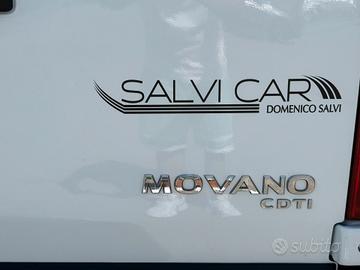 SALVI CAR
DOMENICO SALVI
MOVANO
CDTI
subito